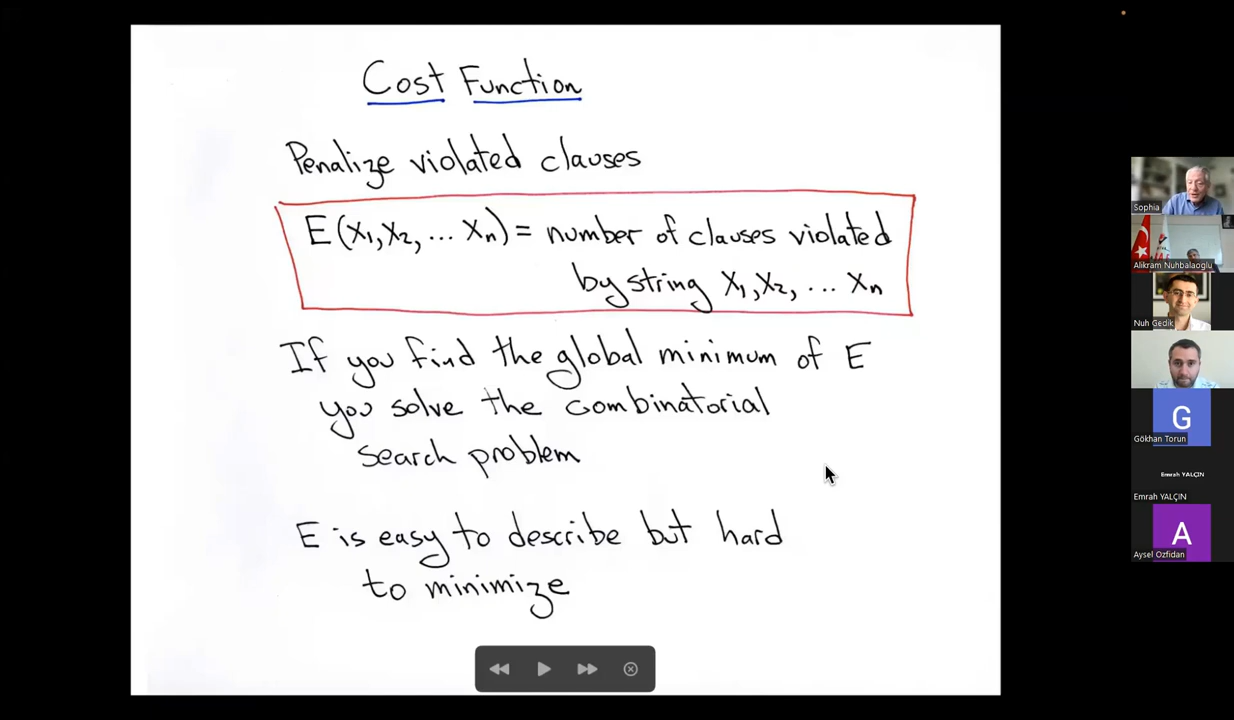 Cost Function
Penalize violated clauses
E(x1,x2, ... xn) = number of clauses violated
by string x1,x2, ... xn
If you find the global minimum of E
you solve the combinatorial
search problem
E is easy to describe but hard
to minimize
Sophia
Alikram Nuhbalaoglu
Nuh Gedik
G
Gökhan Torun
Emrah YALÇIN
Emrah YALÇIN
A
Aysel Ozfidan